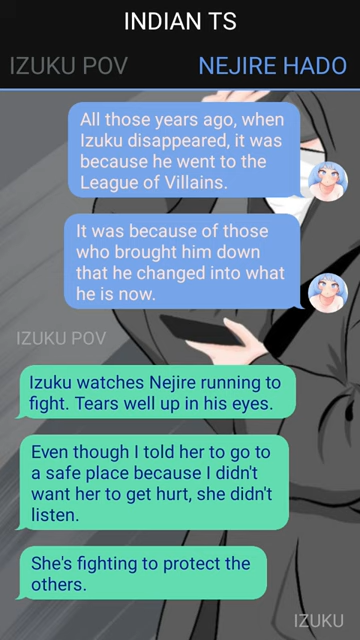 INDIAN TS
IZUKU POV
NEJIRE HADO
All those years ago, when
Izuku disappeared, it was
because he went to the
League of Villains.
It was because of those
who brought him down
that he changed into what
he is now.
IZUKU POV
Izuku watches Nejire running to
fight. Tears well up in his eyes.
Even though I told her to go to
a safe place because I didn't
want her to get hurt, she didn't
listen.
She's fighting to protect the
others.
IZUKU